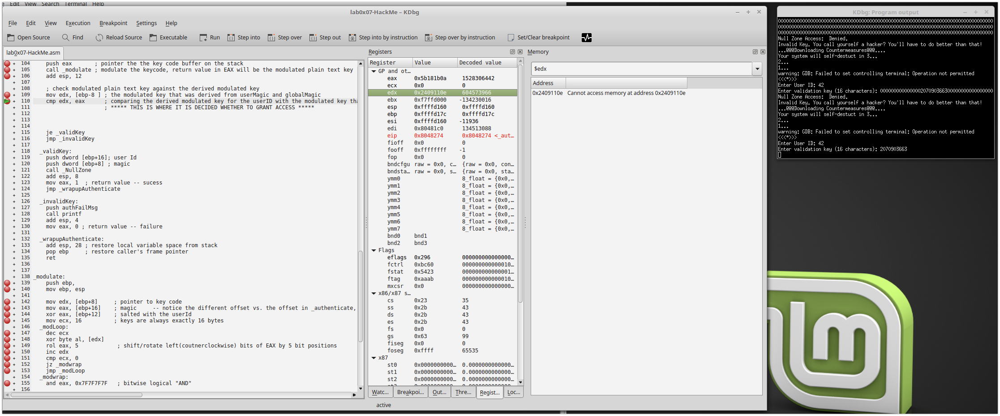 e Edit View Search Terminal Help
lab0x07-HackMe – KDbg
File Edit View Execution Breakpoint Settings Help
Open Source Find Reload Source Executable Run Step into Step over Step out Step into by instruction Step over by instruction Set/Clear breakpoint
lab0x07-HackMe.asm
+ 104 push eax ; pointer the the key code buffer on the stack
+ 105 call _modulate ; modulate the keycode, return value in EAX will be the modulated plain text key
+ 106 add esp, 12
+ 107
+ 108 ; check modulated plain text key against the derived modulated key
+ 109 mov edx, [ebp-8 ] ; the modulated key that was derived from userMagic and globalMagic
+ 110 cmp edx, eax ; comparing the derived modulated key for the userID with the modulated key tha
+ 111 ; ***** THIS IS WHERE IT IS DECIDED WHETHER TO GRANT ACCESS *****
+ 112
+ 113
+ 114
+ 115 je _validKey
+ 116 jmp _invalidKey
+ 117
+ 118 _validKey:
+ 119 push dword [ebp+16]; user Id
+ 120 push dword [ebp+8] ; magic
+ 121 call _NullZone
+ 122 add esp, 8
+ 123 mov eax, 1 ; return value -- sucess
+ 124 jmp _wrapupAuthenticate
+ 125
+ 126 _invalidKey:
+ 127 push authFailMsg
+ 128 call printf
+ 129 add esp, 4
+ 130 mov eax, 0 ; return value -- failure
+ 131
+ 132 _wrapupAuthenticate:
+ 133 add esp, 28 ; restore local variable space from stack
+ 134 pop ebp ; restore caller's frame pointer
+ 135 ret
+ 136
+ 137
+ 138 _modulate:
+ 139 push ebp,
+ 140 mov ebp, esp
+ 141
+ 142 mov edx, [ebp+8] ; pointer to key code
+ 143 mov eax, [ebp+16] ; magic -- notice the different offset vs. the offset in _authenticate,
+ 144 xor eax, [ebp+12] ; salted with the userId
+ 145 mov ecx, 16 ; keys are always exactly 16 bytes
+ 146 _modLoop:
+ 147 dec ecx
+ 148 xor byte al, [edx]
+ 149 rol eax, 5 ; shift/rotate left(coutnerclockwise) bits of EAX by 5 bit positions
+ 150 inc edx
+ 151 cmp ecx, 0
+ 152 jz _modwrap
+ 153 jmp _modLoop
+ 154 _modwrap:
+ 155 and eax, 0x7F7F7F7F ; bitwise logical "AND"
+ 156
Registers
Register Value Decoded value
GP and ot...
eax 0x5b181b0a 1528306442
ecx 0x0 0
edx 0x2409110e 604573966
ebx 0xf7ffd000 -134230016
esp 0xffffd160 0xffffd160
ebp 0xffffd17c 0xffffd17c
esi 0xffffd160 -11936
edi 0x80481c0 134513088
eip 0x8048274 0x8048274 <_aut...
fioff 0x0 0
fooff 0xffffffff -1
fop 0x0 0
bndcfgu raw = 0x0, c... {raw = 0x0, con...
bndsta... raw = 0x0, s... {raw = 0x0, sta...
ymm0 8_float = {0x0,...
ymm1 8_float = {0x0,...
ymm2 8_float = {0x0,...
ymm3 8_float = {0x0,...
ymm4 8_float = {0x0,...
ymm5 8_float = {0x0,...
ymm6 8_float = {0x0,...
ymm7 8_float = {0x0,...
bnd0 bnd1
bnd2 bnd3
Flags
eflags 0x296 000000000000000...
fctrl 0xbc60 000000000000010...
fstat 0x5423 000000000000001...
ftag 0xaaab 000000000000010...
mxcsr 0x0 000000000000000...
x86/x87 s...
cs 0x23 35
ss 0x2b 43
ds 0x2b 43
es 0x2b 43
fs 0x0 0
gs 0x63 99
fiseg 0x0 0
foseg 0xffff 65535
x87
st0 0x0000000000... 0.0000000000000...
st1 0x0000000000... 0.0000000000000...
st2 0x0000000000... 0.0000000000000...
Watc... Breakpoi... Out... Thre... Regist... Loc...
active
Memory
$edx
Address
0x2409110e Cannot access memory at address 0x2409110e
KDbg: Program output
Null Zone Access: Denied.
Invalid Key. You call yourself a hacker? You'll have to do better than that!
...@@@Downloading Countermeasures@@@....
Your system will self-destuct in 3...
2...
1...
warning: GDB: Failed to set controlling terminal: Operation not permitted
<<<*>>>
Enter User ID: 42
Enter validation key (16 characters): 000000000000000207090366300000000000000000
Null Zone Access: Denied.
Invalid Key. You call yourself a hacker? You'll have to do better than that!
...@@@Downloading Countermeasures@@@....
Your system will self-destuct in 3...
2...
1...
warning: GDB: Failed to set controlling terminal: Operation not permitted
<<<*>>>
Enter User ID: 42
Enter validation key (16 characters): 2070903663